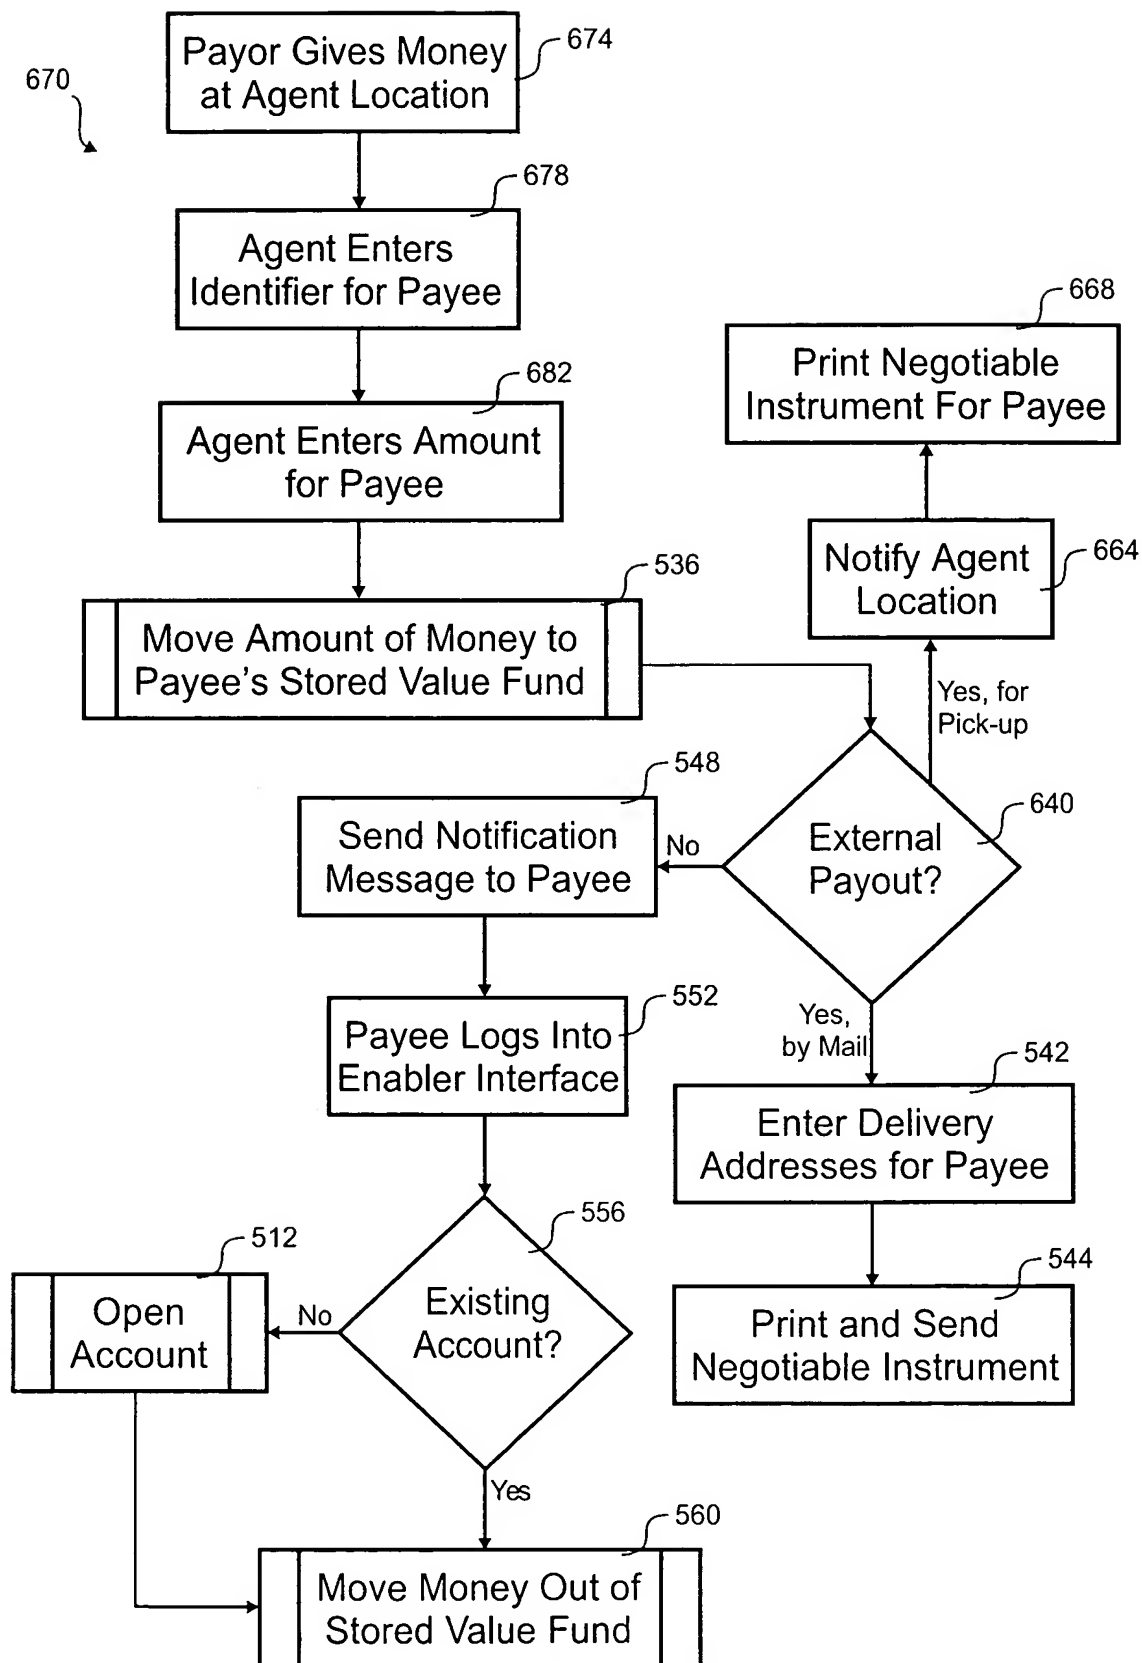 670
Payor Gives Money
at Agent Location
674
678
Agent Enters
Identifier for Payee
682
Agent Enters Amount
for Payee
536
Move Amount of Money to
Payee's Stored Value Fund
668
Print Negotiable
Instrument For Payee
Notify Agent
Location
664
Yes, for
Pick-up
640
External
Payout?
No
548
Send Notification
Message to Payee
552
Payee Logs Into
Enabler Interface
Yes,
by Mail
542
Enter Delivery
Addresses for Payee
544
Print and Send
Negotiable Instrument
556
Existing
Account?
No
512
Open
Account
Yes
560
Move Money Out of
Stored Value Fund